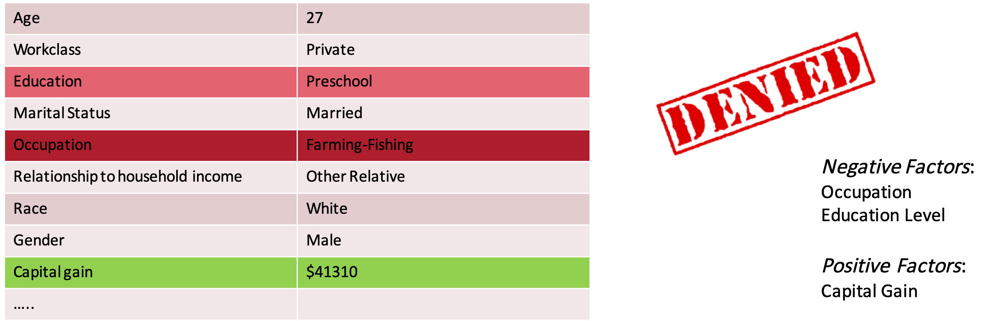 Age 27
Workclass Private
Education Preschool
Marital Status Married
Occupation Farming-Fishing
Relationship to household income Other Relative
Race White
Gender Male
Capital gain $41310
.....
DENIED
Negative Factors:
Occupation
Education Level
Positive Factors:
Capital Gain